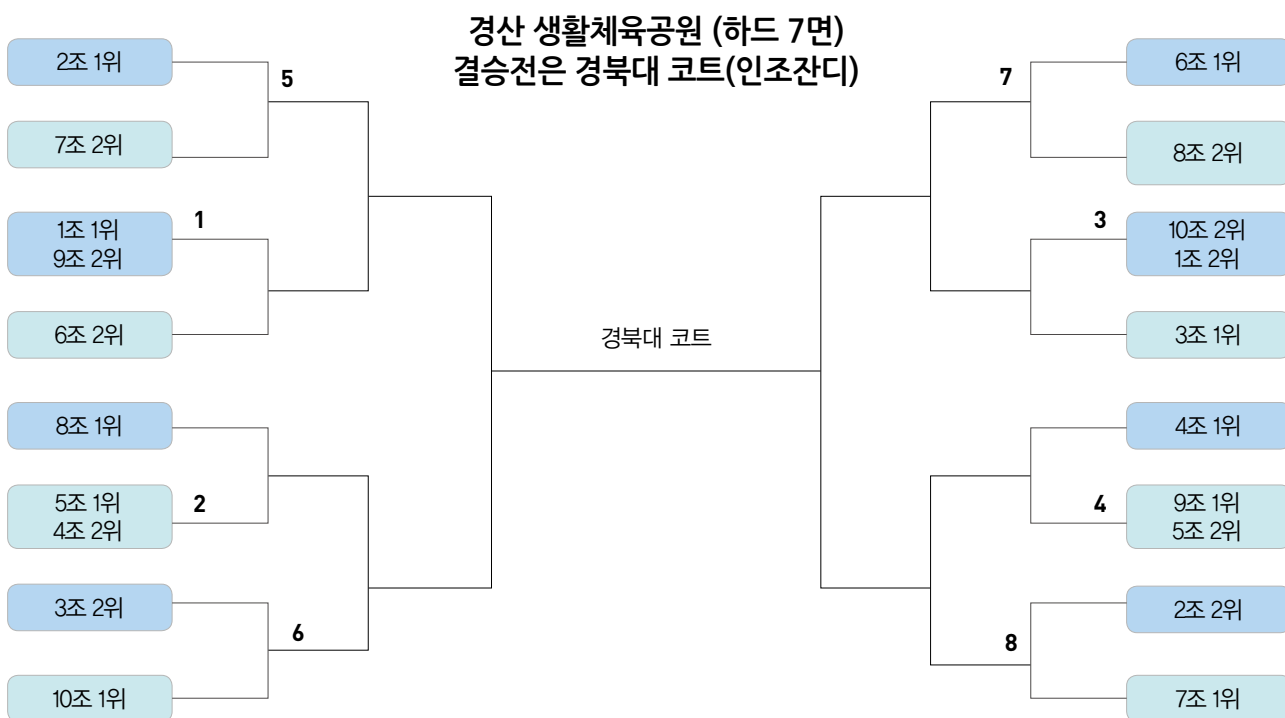 경산 생활체육공원 (하드 7면)
결승전은 경북대 코트(인조잔디)
2조 1위
5
7조 2위
1조 1위
9조 2위
1
6조 2위
8조 1위
5조 1위
4조 2위
2
3조 2위
6
10조 1위
경북대 코트
7
6조 1위
8조 2위
3
10조 2위
1조 2위
3조 1위
4조 1위
4
9조 1위
5조 2위
2조 2위
8
7조 1위